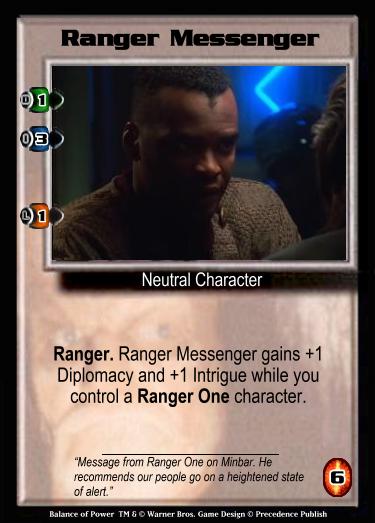 Ranger Messenger
D 1
I 3
L 1
Neutral Character
Ranger. Ranger Messenger gains +1
Diplomacy and +1 Intrigue while you
control a Ranger One character.
"Message from Ranger One on Minbar. He
recommends our people go on a heightened state
of alert."
6
Balance of Power TM & © Warner Bros. Game Design © Precedence Publish